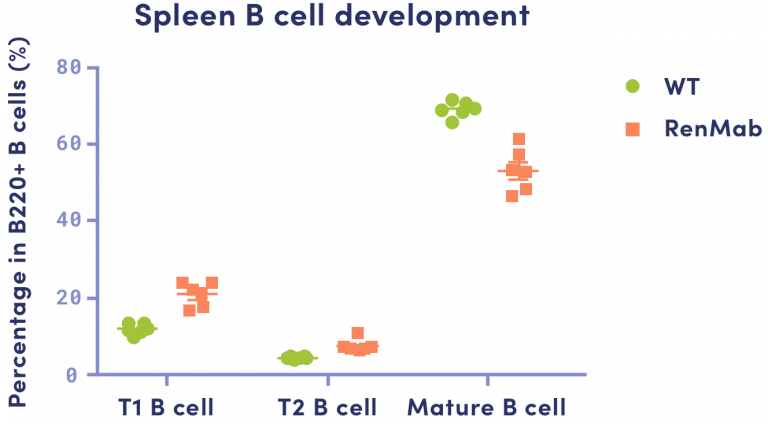 Spleen B cell development
Percentage in B220+ B cells (%)
80
60
40
20
0
T1 B cell
T2 B cell
Mature B cell
WT
RenMab